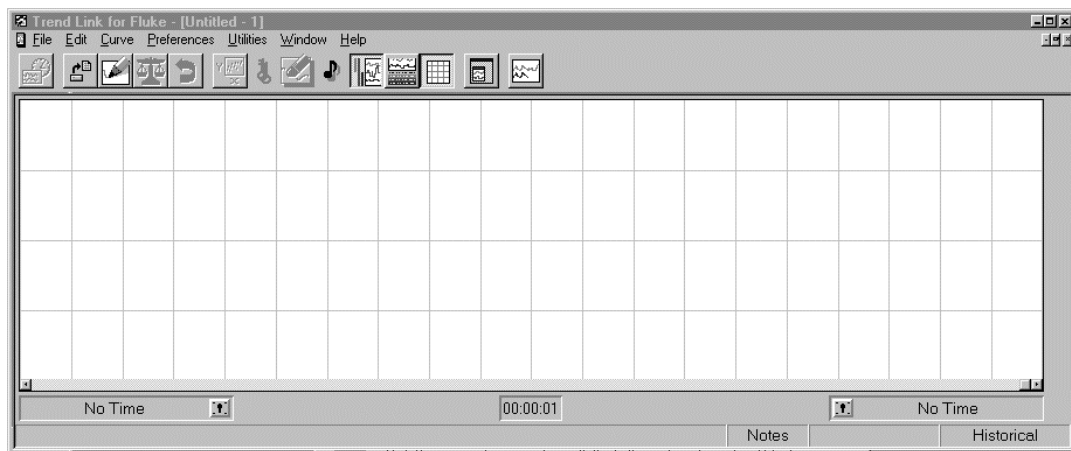 Trend Link for Fluke - [Untitled - 1]
File Edit Curve Preferences Utilities Window Help
No Time 00:00:01 No Time
Notes Historical